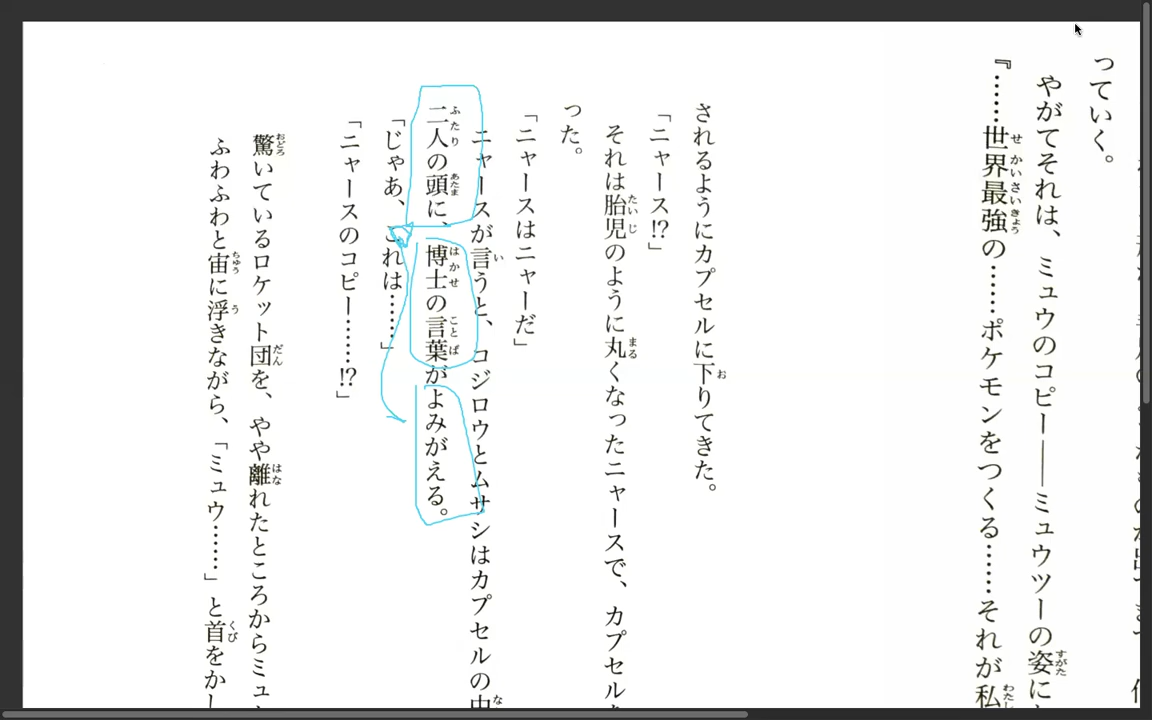 っていく。
やがてそれは、ミュウのコピー――ミュウツーの姿に
『……世界最強の……ポケモンをつくる……それが私
されるようにカプセルに下りてきた。
「ニャース!?」
それは胎児のように丸くなったニャースで、カプセル
った。
「ニャースはニャーだ」
ニャースが言うと、コジロウとムサシはカプセルの中
二人の頭に、博士の言葉がよみがえる。
「じゃあ、これは……」
「ニャースのコピー……!?」
驚いているロケット団を、やや離れたところからミュ
ふわふわと宙に浮きながら、「ミュウ……」と首をかし